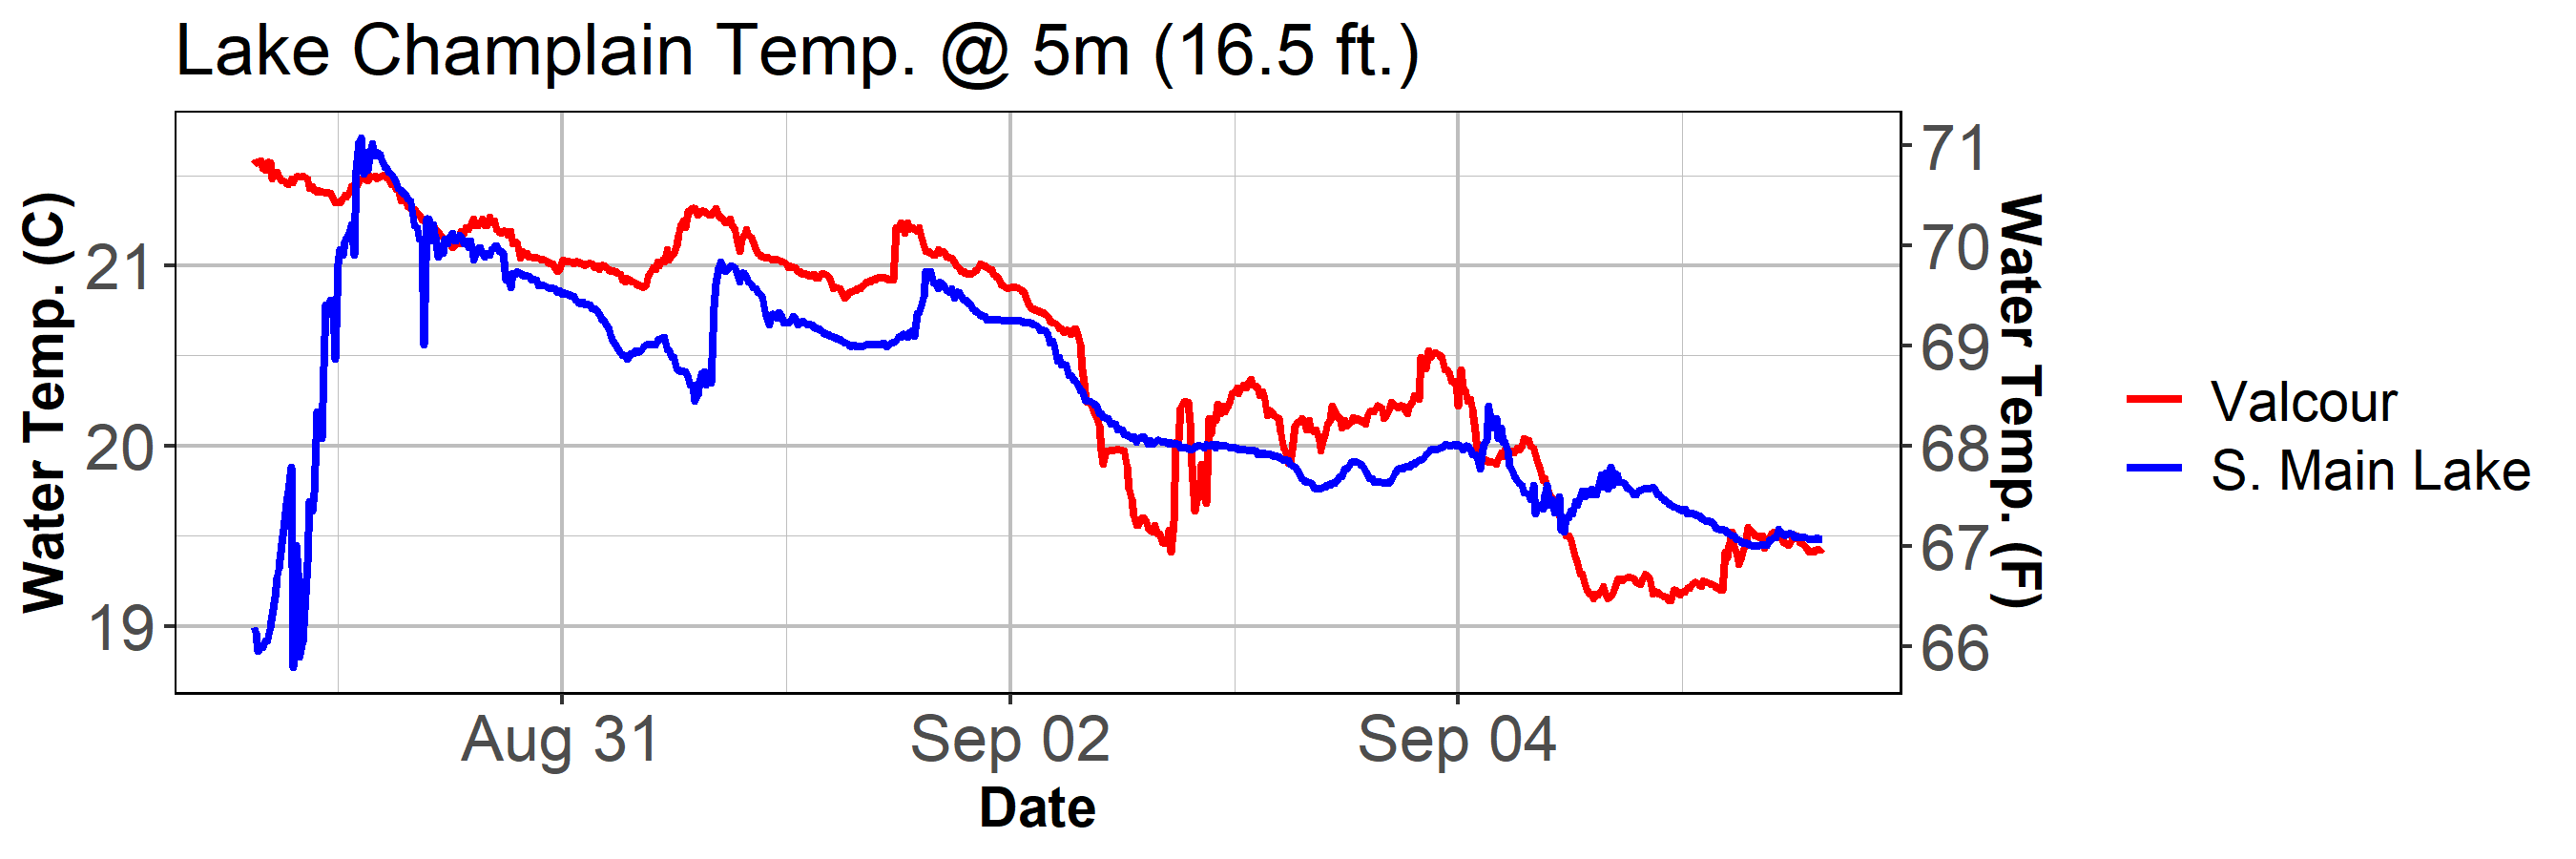 Lake Champlain Temp. @ 5m (16.5 ft.)
Water Temp. (C)
21
20
19
71
70
69
68
67
66
Water Temp. (F)
Aug 31
Sep 02
Sep 04
Date
Valcour
S. Main Lake